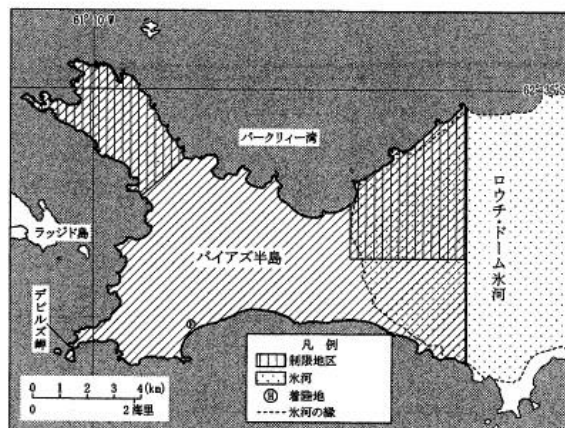 61°10′W
62°35′S
バークリィー湾
ロウチ・ドーム氷河
ラッジド島
バイアズ半島
デビルズ岬
Ⓗ
凡例
制限地区
氷河
Ⓗ 着陸地
氷河の縁
0 1 2 3 4(km)
0 2海里